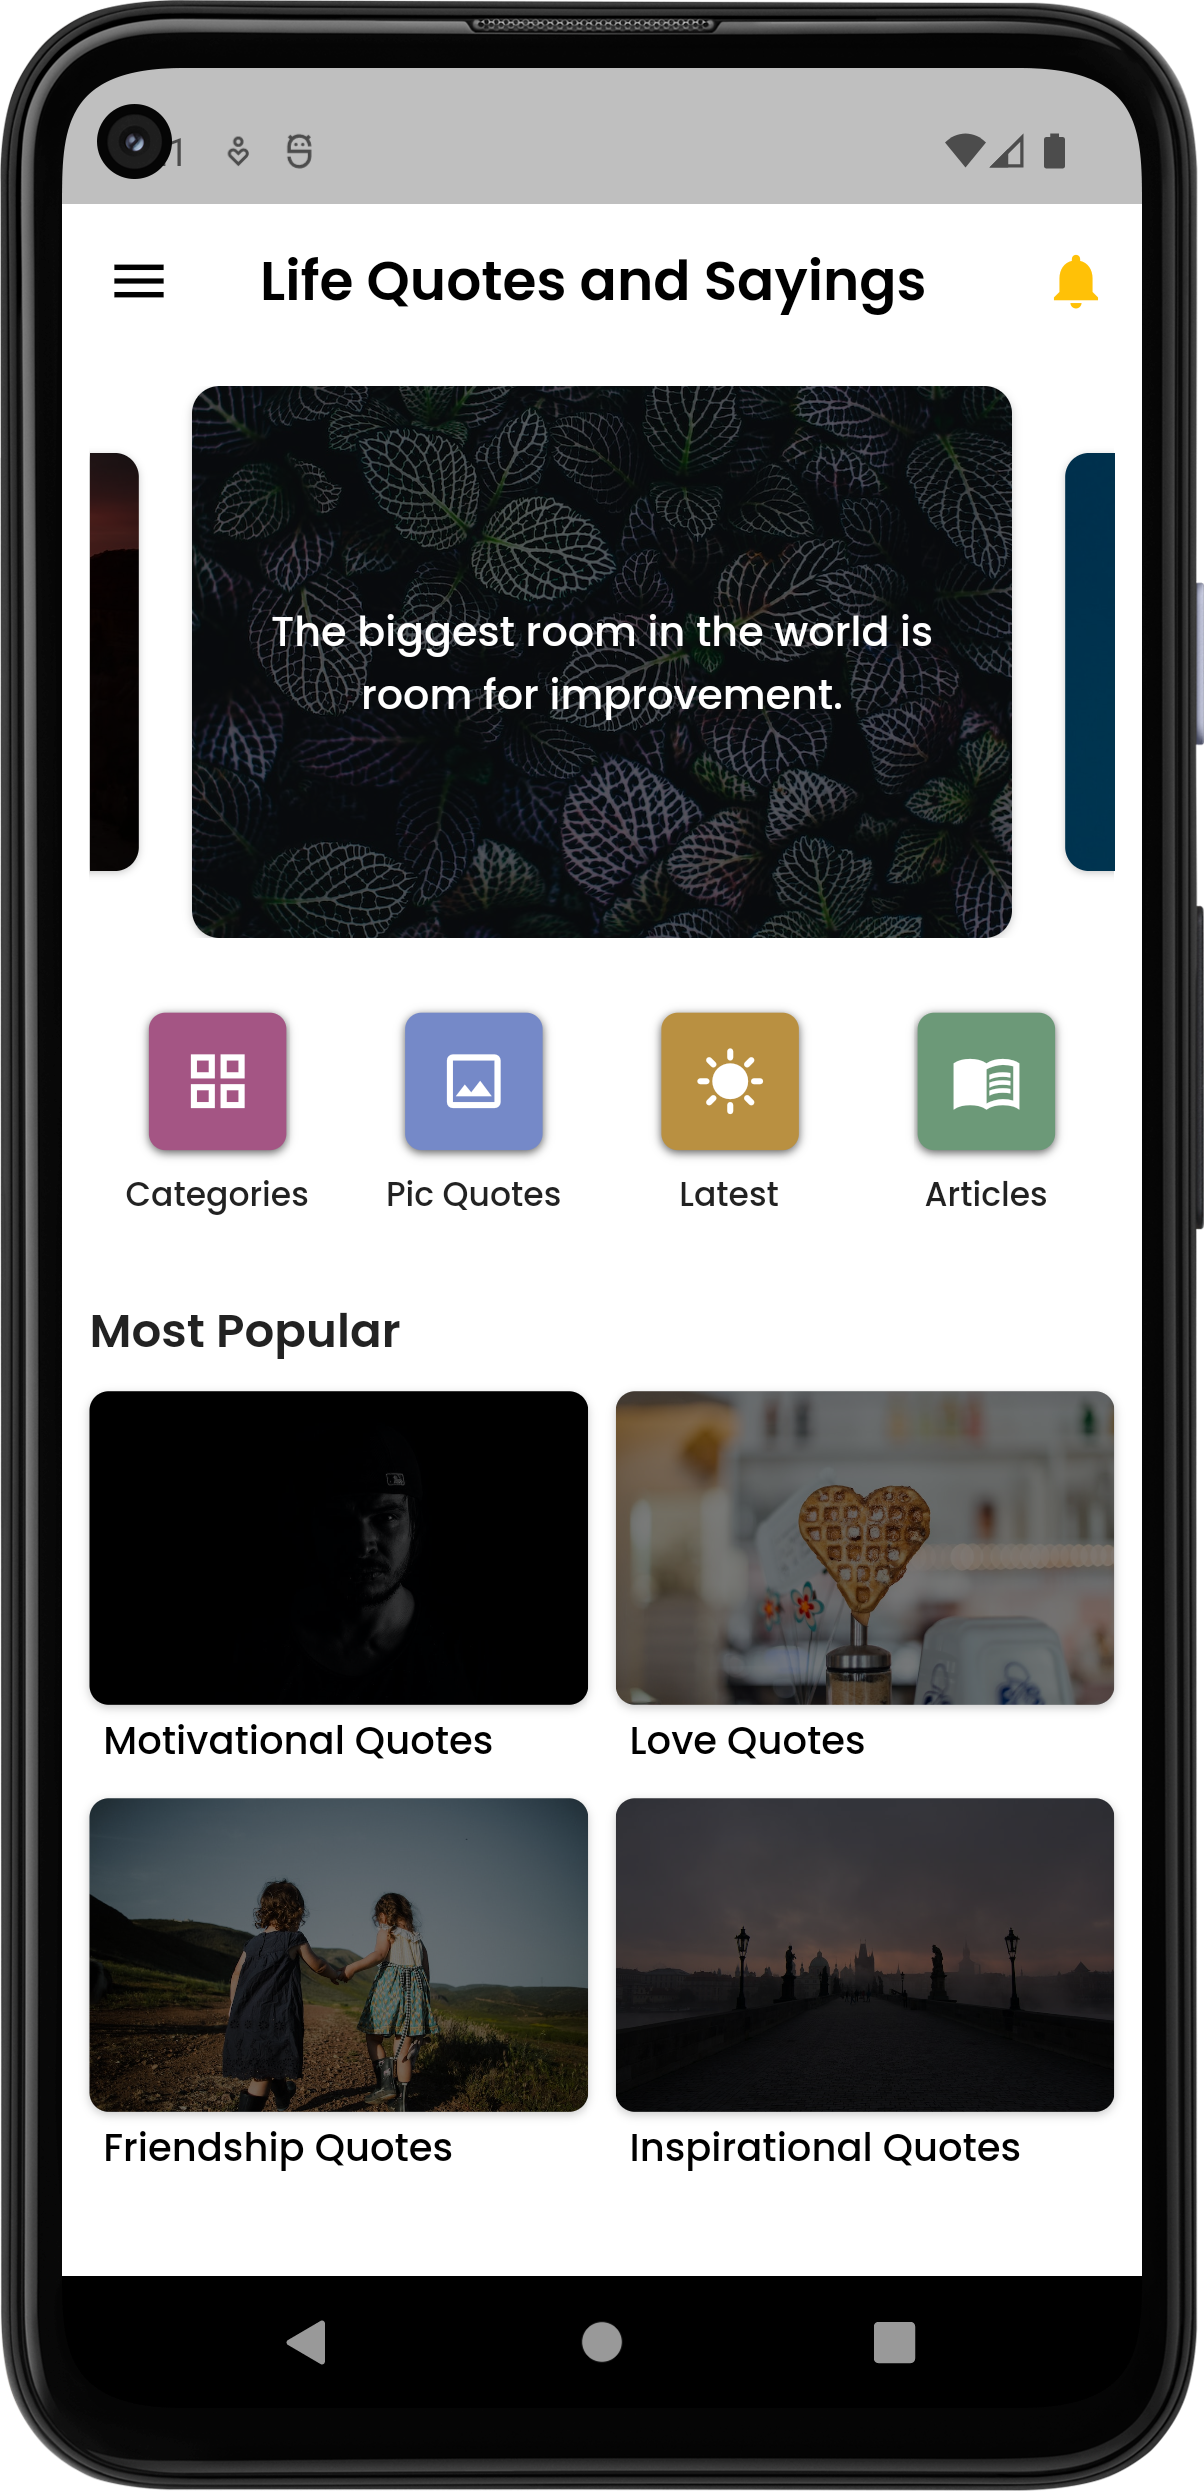 Life Quotes and Sayings
The biggest room in the world is
room for improvement.
Categories
Pic Quotes
Latest
Articles
Most Popular
Motivational Quotes
Love Quotes
Friendship Quotes
Inspirational Quotes